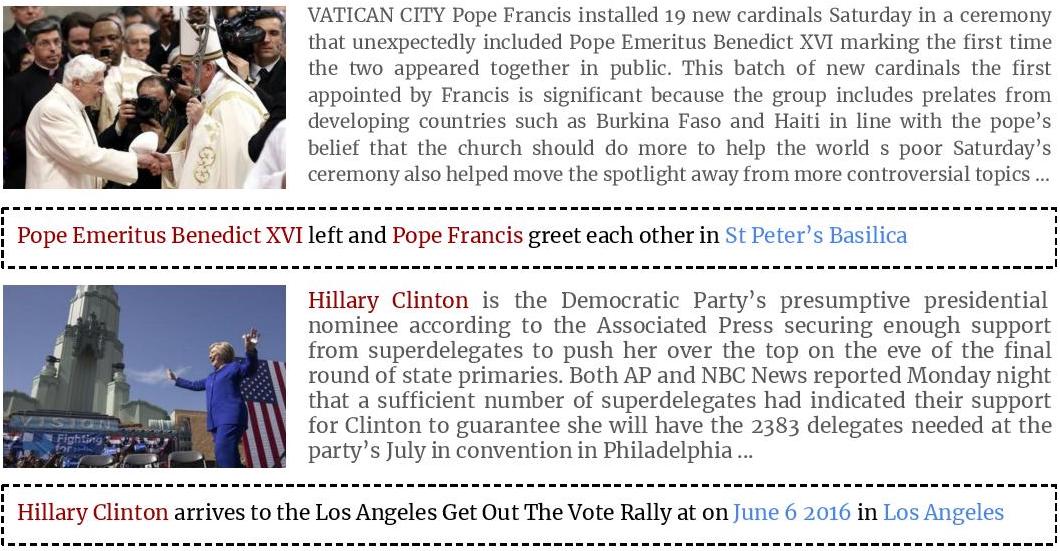 VATICAN CITY Pope Francis installed 19 new cardinals Saturday in a ceremony
that unexpectedly included Pope Emeritus Benedict XVI marking the first time
the two appeared together in public. This batch of new cardinals the first
appointed by Francis is significant because the group includes prelates from
developing countries such as Burkina Faso and Haiti in line with the pope's
belief that the church should do more to help the world s poor Saturday's
ceremony also helped move the spotlight away from more controversial topics ...
Pope Emeritus Benedict XVI left and Pope Francis greet each other in St Peter's Basilica
Hillary Clinton is the Democratic Party's presumptive presidential
nominee according to the Associated Press securing enough support
from superdelegates to push her over the top on the eve of the final
round of state primaries. Both AP and NBC News reported Monday night
that a sufficient number of superdelegates had indicated their support
for Clinton to guarantee she will have the 2383 delegates needed at the
party's July in convention in Philadelphia ...
VISION
Fighting
for us
Hillary Clinton arrives to the Los Angeles Get Out The Vote Rally at on June 6 2016 in Los Angeles